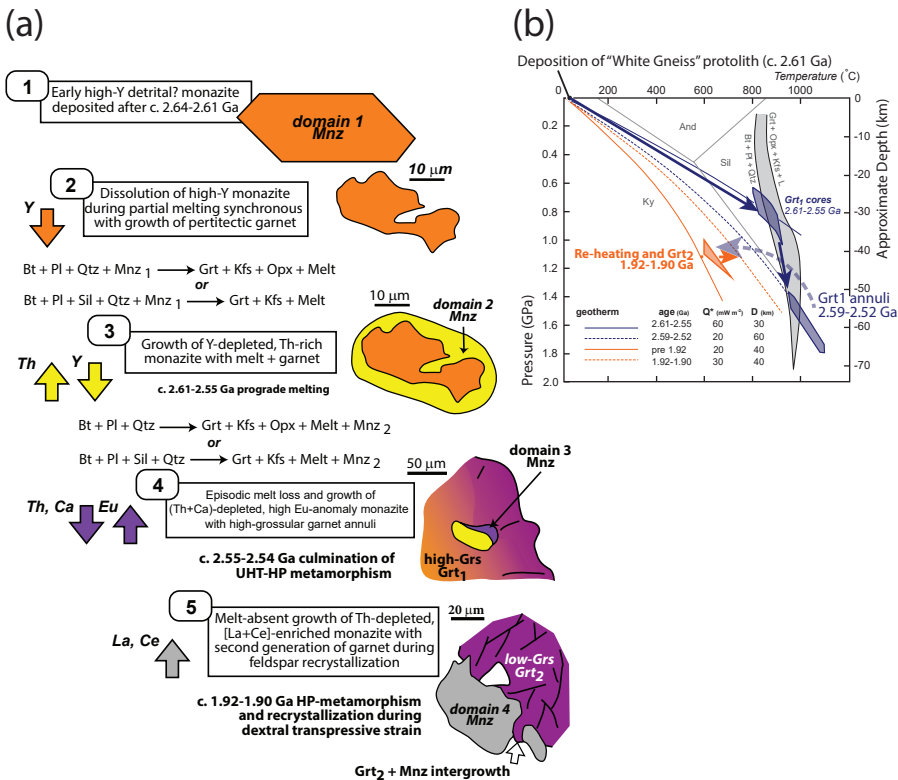 (a)
1
Early high-Y detrital? monazite
deposited after c. 2.64-2.61 Ga
domain 1
Mnz
2
Dissolution of high-Y monazite
during partial melting synchronous
with growth of pertitectic garnet
Y
10 μm
Bt + Pl + Qtz + Mnz 1 → Grt + Kfs + Opx + Melt
or
Bt + Pl + Sil + Qtz + Mnz 1 → Grt + Kfs + Melt
3
Growth of Y-depleted, Th-rich
monazite with melt + garnet
Th
Y
c. 2.61-2.55 Ga prograde melting
10 μm
domain 2
Mnz
Bt + Pl + Qtz → Grt + Kfs + Opx + Melt + Mnz 2
or
Bt + Pl + Sil + Qtz → Grt + Kfs + Melt + Mnz 2
4
Episodic melt loss and growth of
(Th+Ca)-depleted, high Eu-anomaly monazite
with high-grossular garnet annuli
Th, Ca
Eu
c. 2.55-2.54 Ga culmination of
UHT-HP metamorphism
50 μm
domain 3
Mnz
high-Grs
Grt1
5
Melt-absent growth of Th-depleted,
[La+Ce]-enriched monazite with
second generation of garnet during
feldspar recrystallization
La, Ce
c. 1.92-1.90 Ga HP-metamorphism
and recrystallization during
dextral transpressive strain
20 μm
low-Grs
Grt2
domain 4
Mnz
Grt2 + Mnz intergrowth
(b)
Deposition of "White Gneiss" protolith (c. 2.61 Ga)
Temperature (°C)
0 200 400 600 800 1000
0.2
0.4
0.6
0.8
1.0
1.2
1.4
1.6
1.8
2.0
Pressure (GPa)
0
-10
-20
-30
-40
-50
-60
-70
Approximate Depth (km)
And
Sil
Ky
Bt + Pl + Qtz
Grt + Opx + Kfs + L
Grt1 cores
2.61-2.55 Ga
Re-heating and Grt2
1.92-1.90 Ga
Grt1 annuli
2.59-2.52 Ga
geotherm age (Ga) Q* (mW m-2) D (km)
2.61-2.55 60 30
2.59-2.52 20 60
pre 1.92 20 40
1.92-1.90 30 40